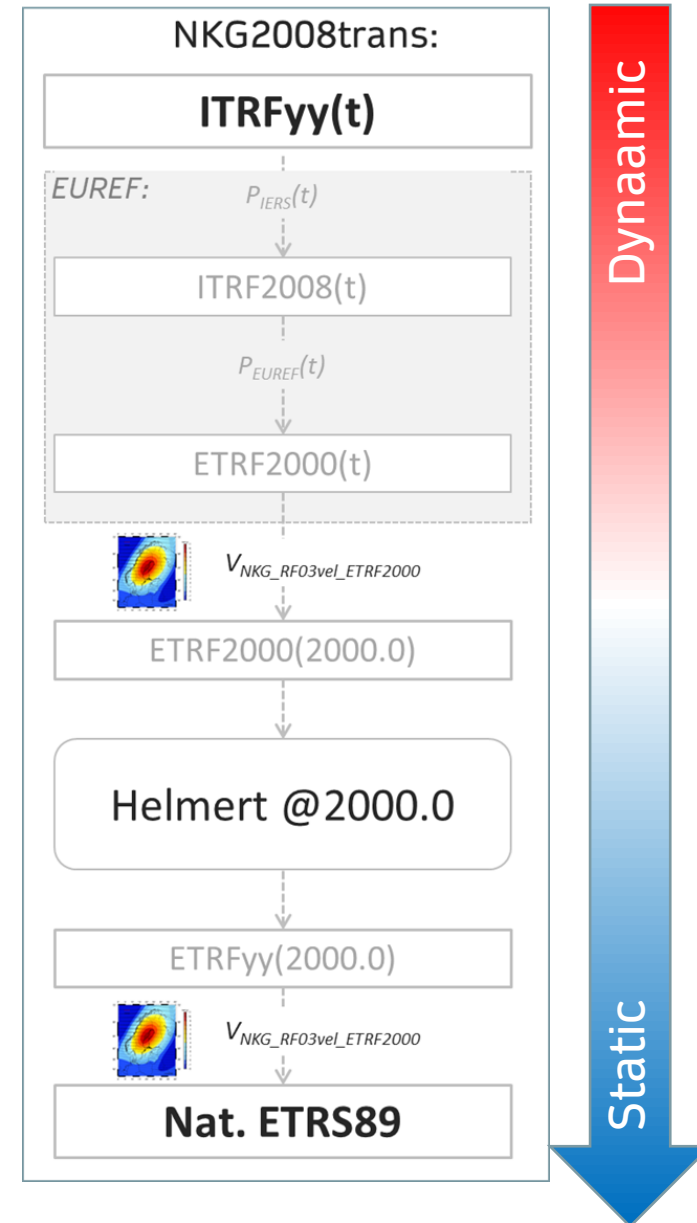 NKG2008trans:
ITRFyy(t)
EUREF:
P_IERS(t)
ITRF2008(t)
P_EUREF(t)
ETRF2000(t)
V_NKG_RF03vel_ETRF2000
ETRF2000(2000.0)
Helmert @2000.0
ETRFyy(2000.0)
V_NKG_RF03vel_ETRF2000
Nat. ETRS89
Dynaamic
Static